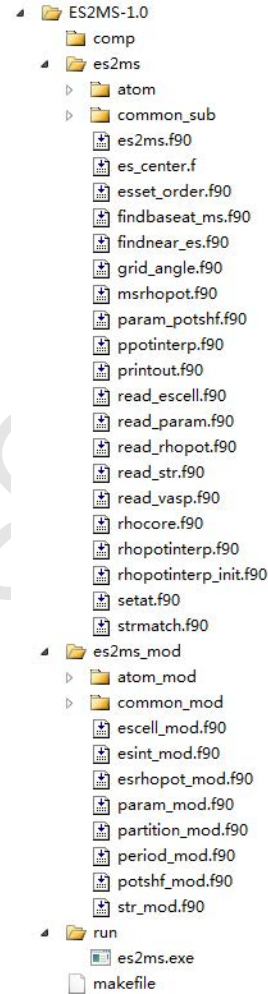 ES2MS-1.0
comp
es2ms
atom
common_sub
es2ms.f90
es_center.f
esset_order.f90
findbaseat_ms.f90
findnear_es.f90
grid_angle.f90
msrhopot.f90
param_potshf.f90
ppotinterp.f90
printout.f90
read_escell.f90
read_param.f90
read_rhopot.f90
read_str.f90
read_vasp.f90
rhocore.f90
rhopotinterp.f90
rhopotinterp_init.f90
setat.f90
strmatch.f90
es2ms_mod
atom_mod
common_mod
escell_mod.f90
esint_mod.f90
esrhopot_mod.f90
param_mod.f90
partition_mod.f90
period_mod.f90
potshf_mod.f90
str_mod.f90
run
es2ms.exe
makefile